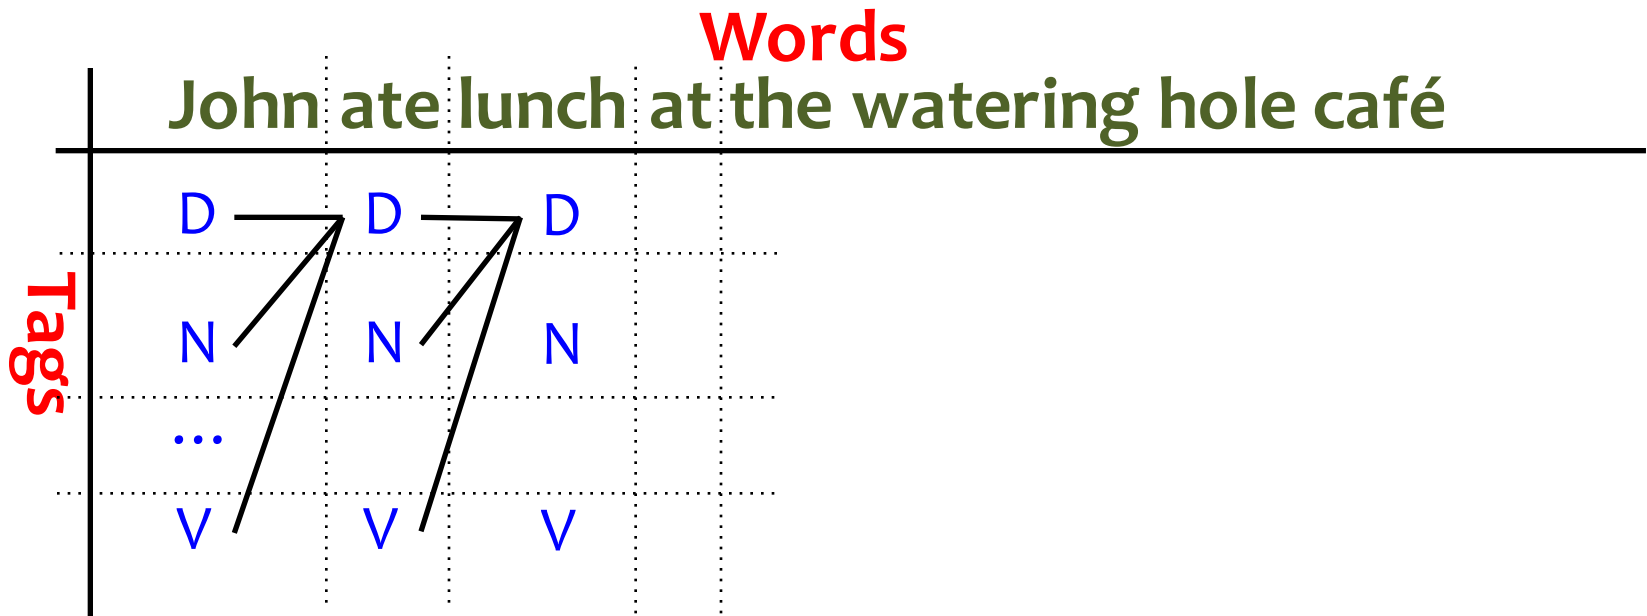 Words
John ate lunch at the watering hole café
Tags
D D D
N N N
...
V V V